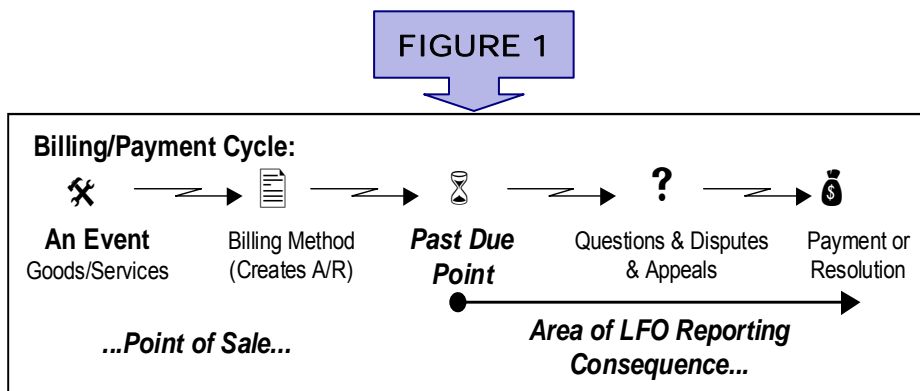 FIGURE 1
Billing/Payment Cycle:
?
$
An Event
Goods/Services
Billing Method
(Creates A/R)
Past Due
Point
Questions & Disputes
& Appeals
Payment or
Resolution
...Point of Sale...
Area of LFO Reporting
Consequence...